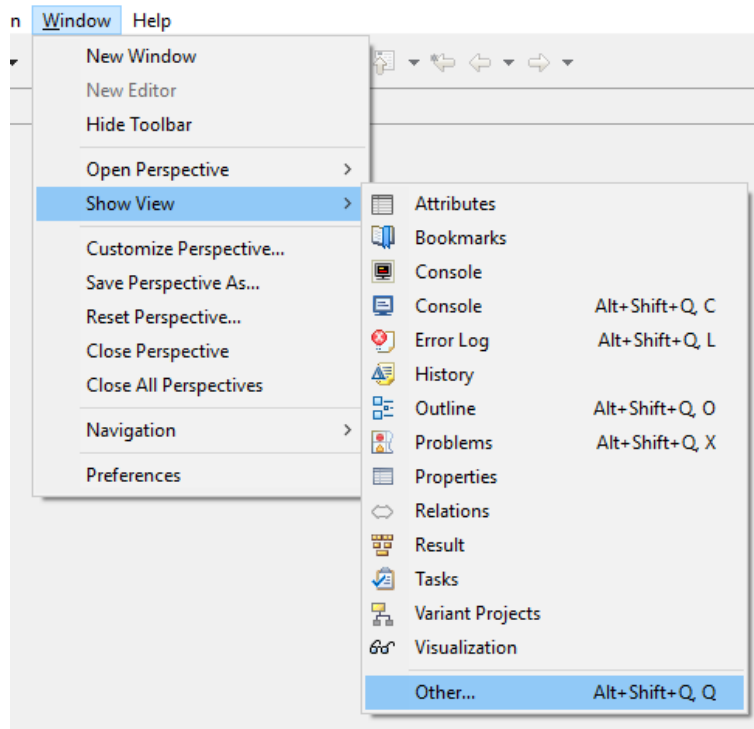 n Window Help
New Window
New Editor
Hide Toolbar
Open Perspective
Show View
Customize Perspective...
Save Perspective As...
Reset Perspective...
Close Perspective
Close All Perspectives
Navigation
Preferences
Attributes
Bookmarks
Console
Console Alt+Shift+Q, C
Error Log Alt+Shift+Q, L
History
Outline Alt+Shift+Q, O
Problems Alt+Shift+Q, X
Properties
Relations
Result
Tasks
Variant Projects
Visualization
Other... Alt+Shift+Q, Q